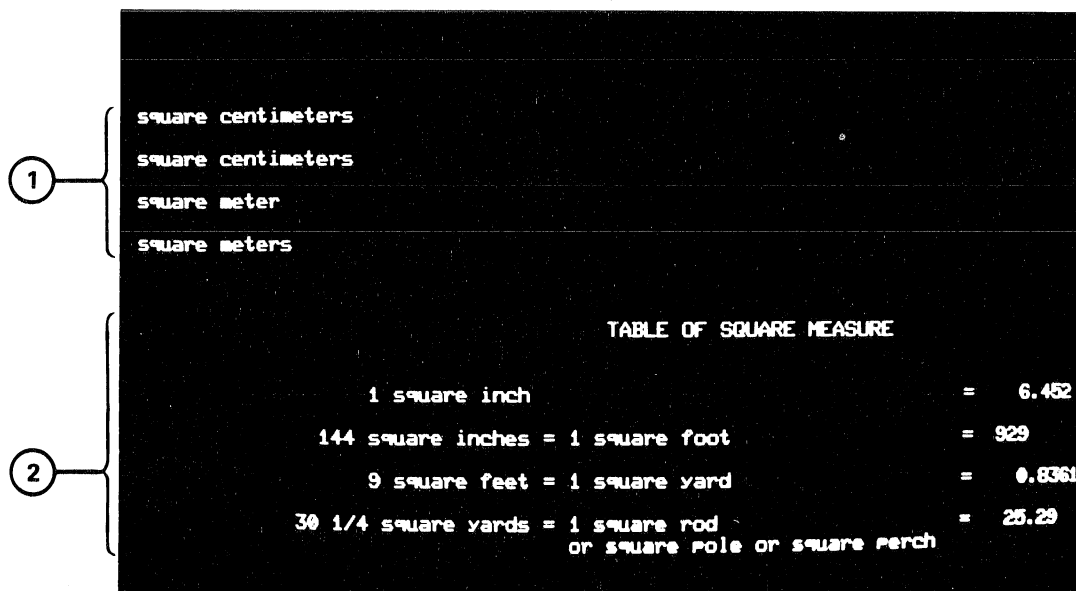 square centimeters
square centimeters
1
square meter
square meters
TABLE OF SQUARE MEASURE
1 square inch = 6.452
144 square inches = 1 square foot = 929
2
9 square feet = 1 square yard = 0.8361
30 1/4 square yards = 1 square rod = 25.29
or square pole or square perch